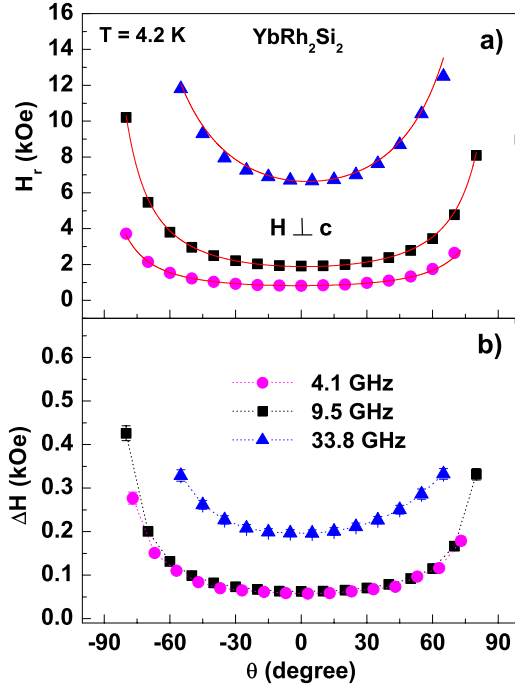 T = 4.2 K YbRh₂Si₂ a)
16
14
12
10
8
6
4
2
0
Hᵣ (kOe)
H ⊥ c
b)
0.6
0.5
0.4
0.3
0.2
0.1
0.0
ΔH (kOe)
4.1 GHz
9.5 GHz
33.8 GHz
-90 -60 -30 0 30 60 90
θ (degree)